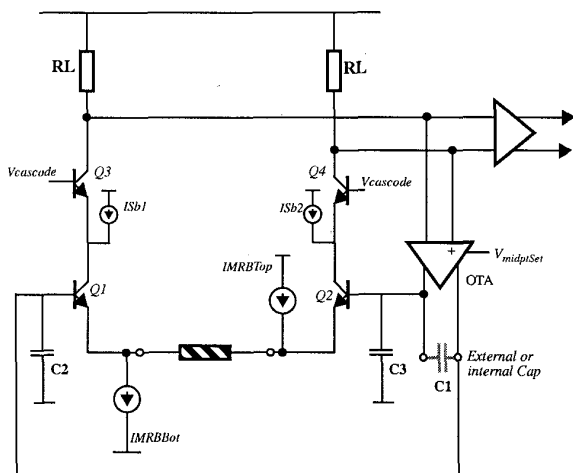 RL
RL
Vcascode
Q3
ISb1
ISb2
Q4
Vcascode
IMRBTop
+
VmidptSet
OTA
Q1
Q2
C2
C3
C1
External or
internal Cap
IMRBBot